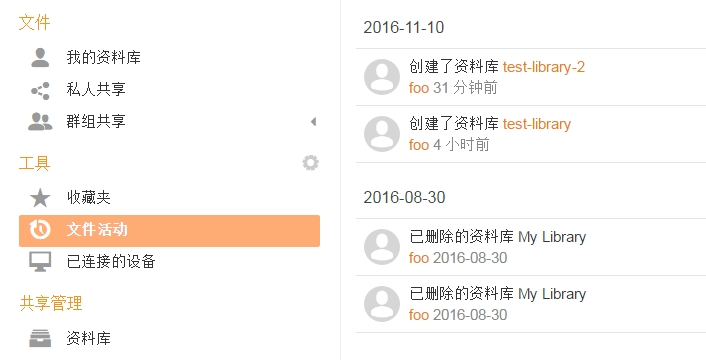 文件
我的资料库
私人共享
群组共享
工具
收藏夹
文件活动
已连接的设备
共享管理
资料库
2016-11-10
创建了资料库 test-library-2
foo 31 分钟前
创建了资料库 test-library
foo 4 小时前
2016-08-30
已删除的资料库 My Library
foo 2016-08-30
已删除的资料库 My Library
foo 2016-08-30